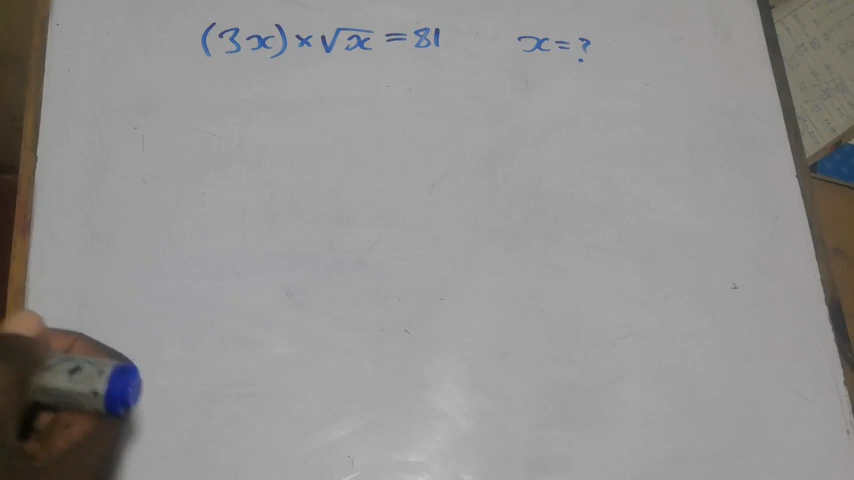 (3x)×√x = 81 x = ?